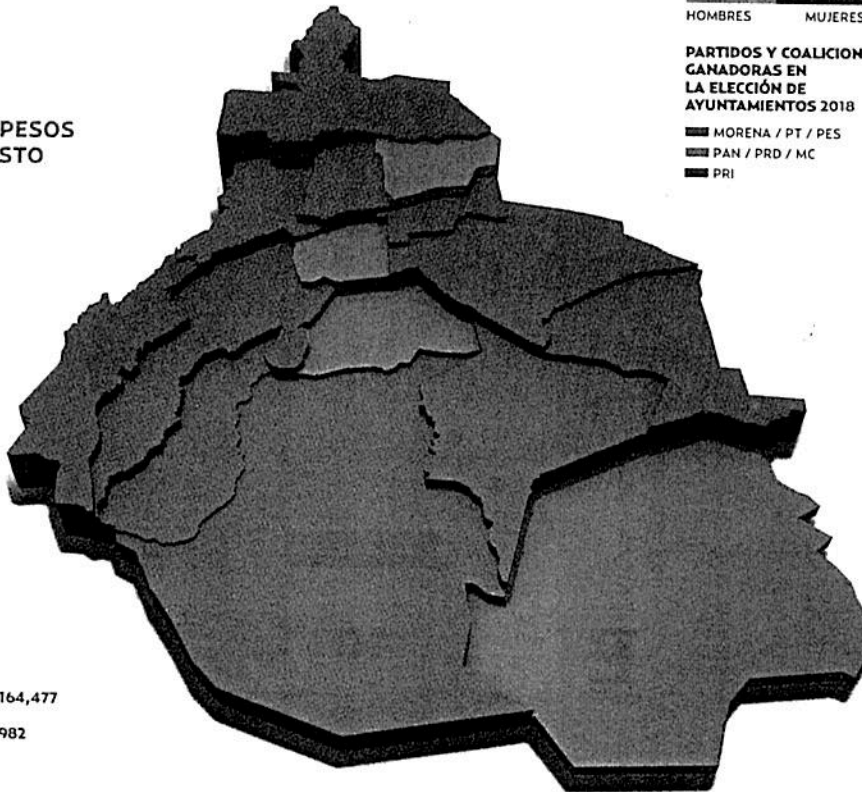 HOMBRES MUJERES
PARTIDOS Y COALICION
GANADORAS EN
LA ELECCIÓN DE
AYUNTAMIENTOS 2018
MORENA / PT / PES
PAN / PRD / MC
PRI
PESOS
STO
164,477
982